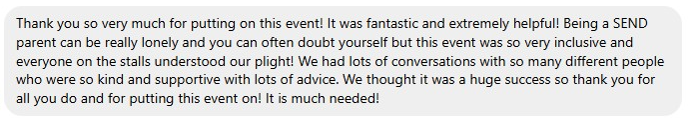 Thank you so very much for putting on this event! It was fantastic and extremely helpful! Being a SEND
parent can be really lonely and you can often doubt yourself but this event was so very inclusive and
everyone on the stalls understood our plight! We had lots of conversations with so many different people
who were so kind and supportive with lots of advice. We thought it was a huge success so thank you for
all you do and for putting this event on! It is much needed!